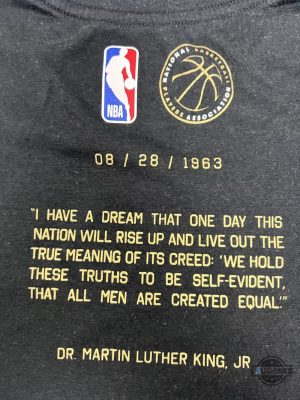 NBA
NATIONAL BASKETBALL
PLAYERS ASSOCIATION
08 / 28 / 1963
"I HAVE A DREAM THAT ONE DAY THIS
NATION WILL RISE UP AND LIVE OUT THE
TRUE MEANING OF ITS CREED: 'WE HOLD
THESE TRUTHS TO BE SELF-EVIDENT,
THAT ALL MEN ARE CREATED EQUAL.'"
DR. MARTIN LUTHER KING, JR